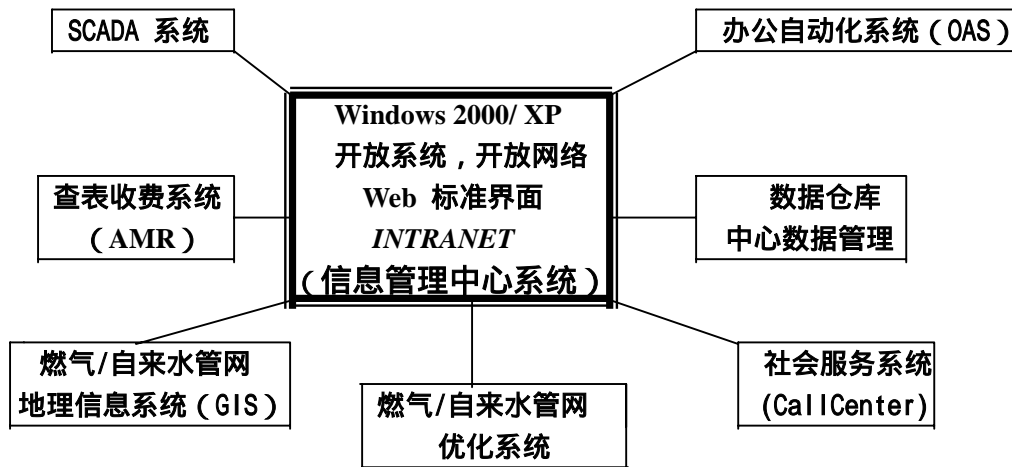 SCADA 系统
办公自动化系统（OAS）
Windows 2000/ XP
开放系统，开放网络
Web 标准界面
INTRANET
（信息管理中心系统）
查表收费系统
（AMR）
数据仓库
中心数据管理
燃气/自来水管网
地理信息系统（GIS）
燃气/自来水管网
优化系统
社会服务系统
(CallCenter)